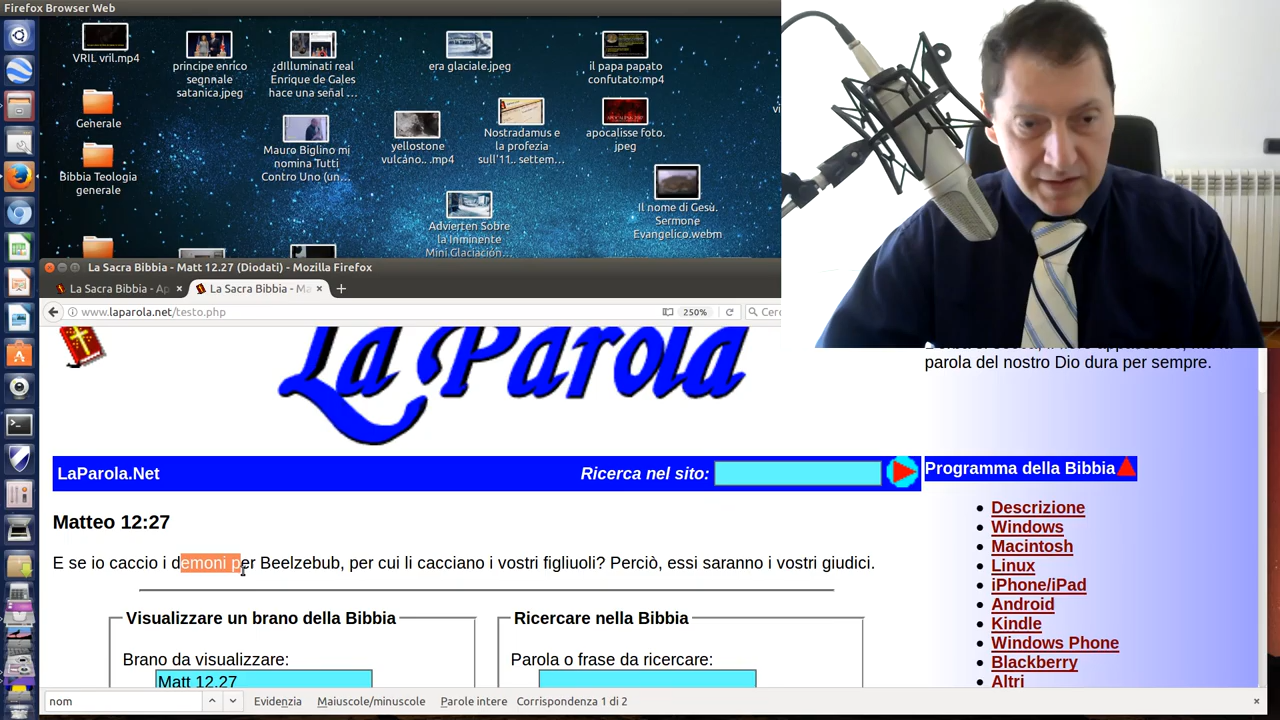 Firefox Browser Web
VRIL vril.mp4
principe enrico
segnnale
satanica.jpeg
¿dIlluminati real
Enrique de Gales
hace una señal ...
era glaciale.jpeg
il papa papato
confutato.mp4
Generale
Mauro Biglino mi
nomina Tutti
Contro Uno (un...
yellostone
vulcáno.. ..mp4
Nostradamus e
la profezia
sull'11.. settem...
apocalisse foto.
jpeg
Bibbia Teologia
generale
Advierten Sobre
la Inminente
Mini Glaciación...
Il nome di Gesù.
Sermone
Evangelico.webm
La Sacra Bibbia - Matt 12.27 (Diodati) - Mozilla Firefox
La Sacra Bibbia - Ap
La Sacra Bibbia - Ma
www.laparola.net/testo.php
250%
Cerc
La Parola
parola del nostro Dio dura per sempre.
LaParola.Net
Ricerca nel sito:
Programma della Bibbia
Matteo 12:27
E se io caccio i demoni per Beelzebub, per cui li cacciano i vostri figliuoli? Perciò, essi saranno i vostri giudici.
Descrizione
Windows
Macintosh
Linux
iPhone/iPad
Android
Kindle
Windows Phone
Blackberry
Altri
Visualizzare un brano della Bibbia
Ricercare nella Bibbia
Brano da visualizzare:
Parola o frase da ricercare:
Matt 12.27
nom
Evidenzia
Maiuscole/minuscole
Parole intere
Corrispondenza 1 di 2